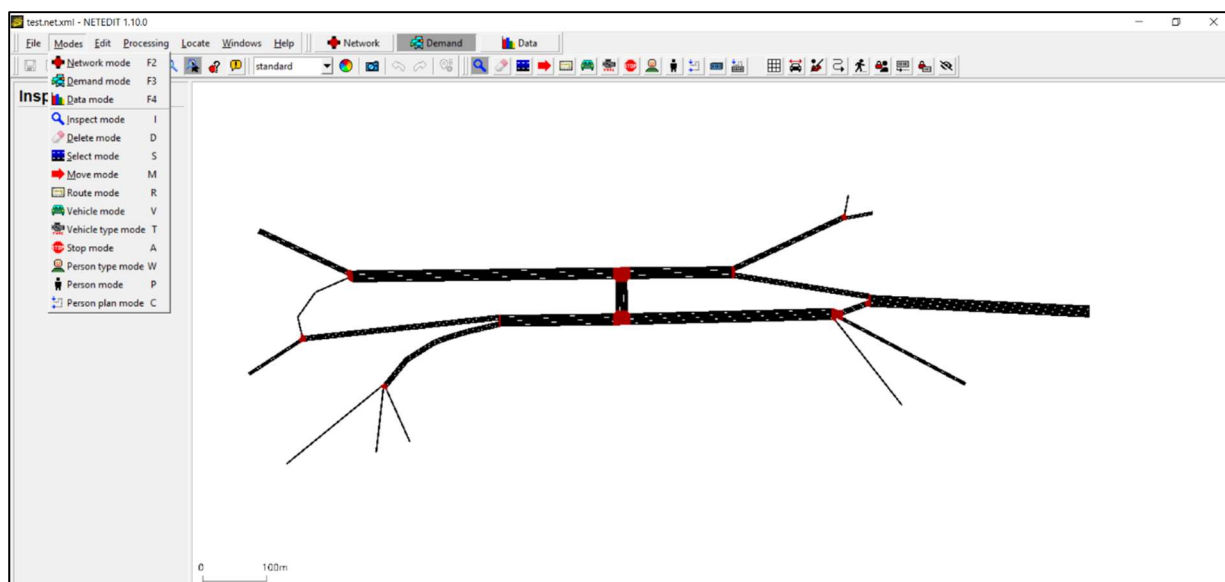 test.net.xml - NETEDIT 1.10.0
File Modes Edit Processing Locate Windows Help Network Demand Data
standard
Insp
Network mode F2
Demand mode F3
Data mode F4
Inspect mode I
Delete mode D
Select mode S
Move mode M
Route mode R
Vehicle mode V
Vehicle type mode T
Stop mode A
Person type mode W
Person mode P
Person plan mode C
0 100m